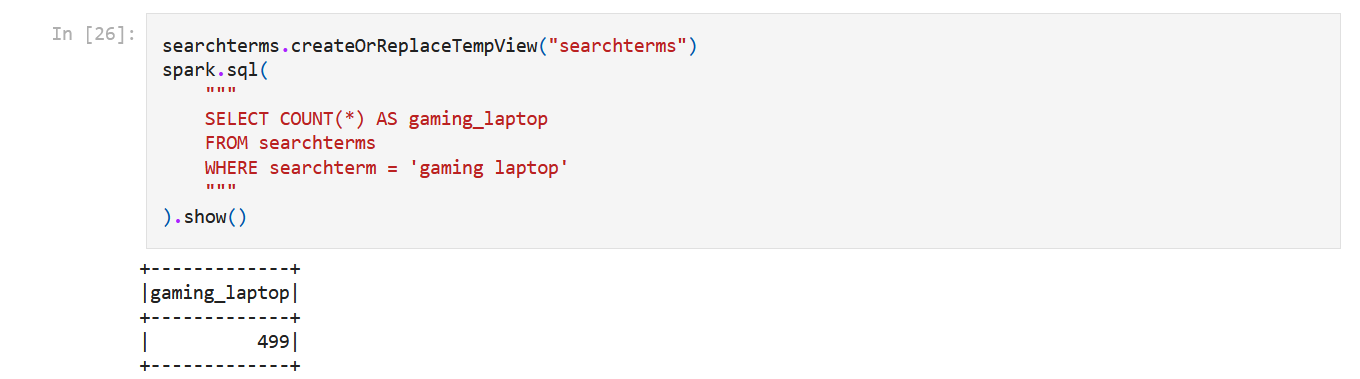 In [26]:
searchterms.createOrReplaceTempView("searchterms")
spark.sql(
    """
    SELECT COUNT(*) AS gaming_laptop
    FROM searchterms
    WHERE searchterm = 'gaming laptop'
    """
).show()
+-------------+
|gaming_laptop|
+-------------+
|          499|
+-------------+